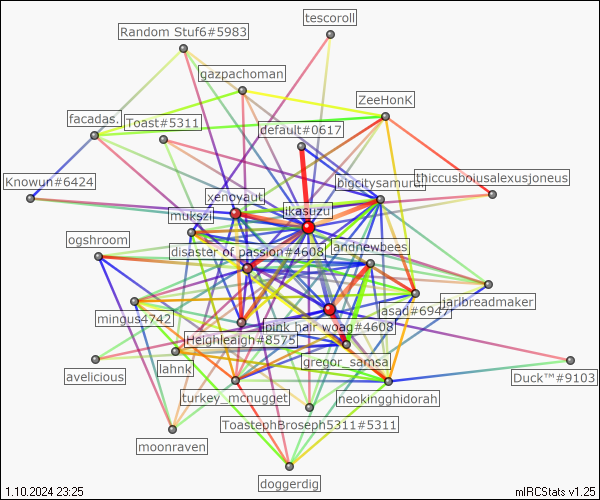 tescoroll
Random Stuf6#5983
gazpachoman
ZeeHonK
facadas.
Toast#5311
default#0617
Knowun#6424
thiccusboiusalexusjoneus
xenoyaut
ikasuzu
mukszi
ogshroom
disaster of passion#4608
andnewbees
mingus4742
asad#6947
jarlbreadmaker
pink hair woag#4608
Heighleigh#8575
gregor_samsa
lahnk
avelicious
Duck™#9103
turkey_mcnugget
neokingghidorah
ToastephBroseph5311#5311
moonraven
doggerdig
1.10.2024 23:25
mIRCStats v1.25